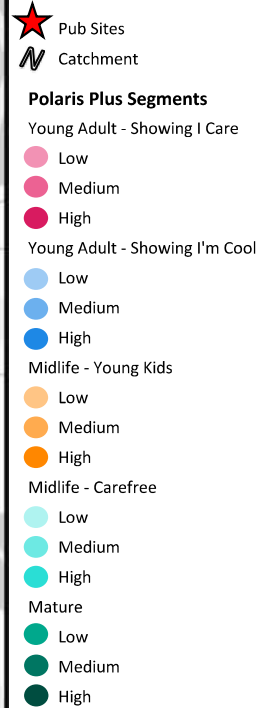 Pub Sites
Catchment
Polaris Plus Segments
Young Adult - Showing I Care
Low
Medium
High
Young Adult - Showing I'm Cool
Low
Medium
High
Midlife - Young Kids
Low
Medium
High
Midlife - Carefree
Low
Medium
High
Mature
Low
Medium
High